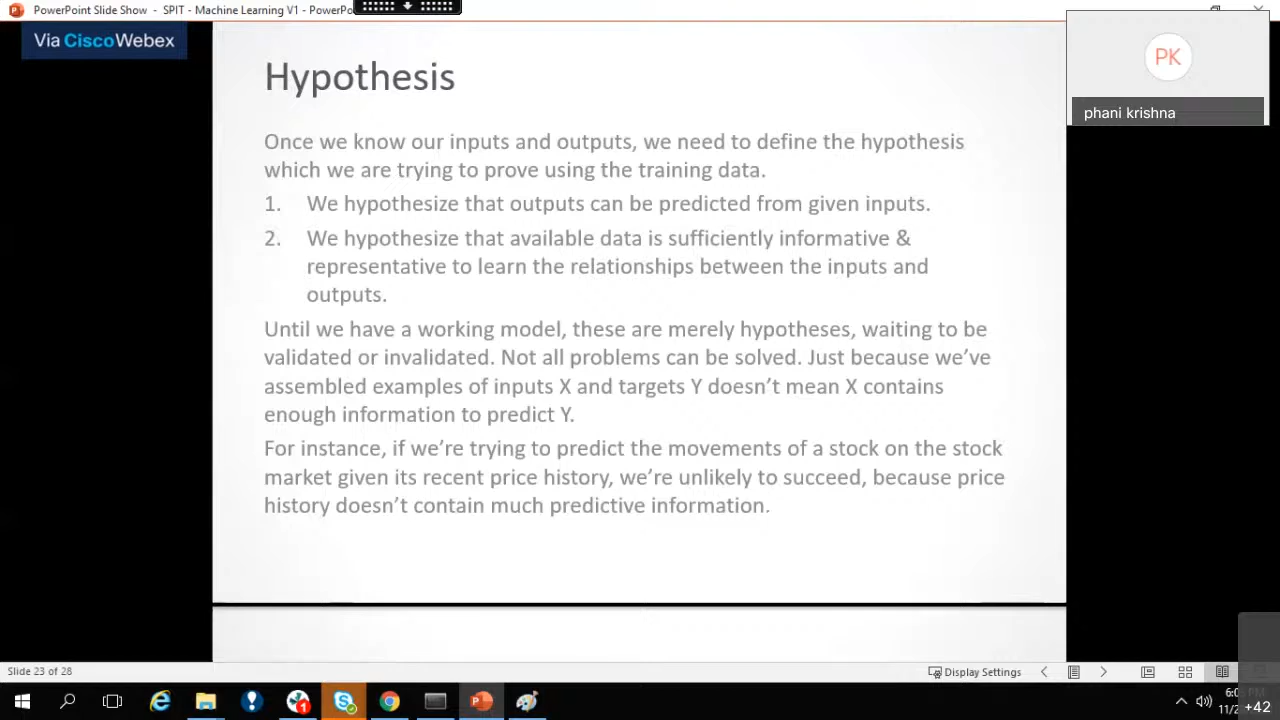 PowerPoint Slide Show - SPIT - Machine Learning V1 - PowerPo
Via CiscoWebex
PK
phani krishna
Hypothesis
Once we know our inputs and outputs, we need to define the hypothesis
which we are trying to prove using the training data.
1. We hypothesize that outputs can be predicted from given inputs.
2. We hypothesize that available data is sufficiently informative &
representative to learn the relationships between the inputs and
outputs.
Until we have a working model, these are merely hypotheses, waiting to be
validated or invalidated. Not all problems can be solved. Just because we’ve
assembled examples of inputs X and targets Y doesn’t mean X contains
enough information to predict Y.
For instance, if we’re trying to predict the movements of a stock on the stock
market given its recent price history, we’re unlikely to succeed, because price
history doesn’t contain much predictive information.
Slide 23 of 28
Display Settings
1
+42